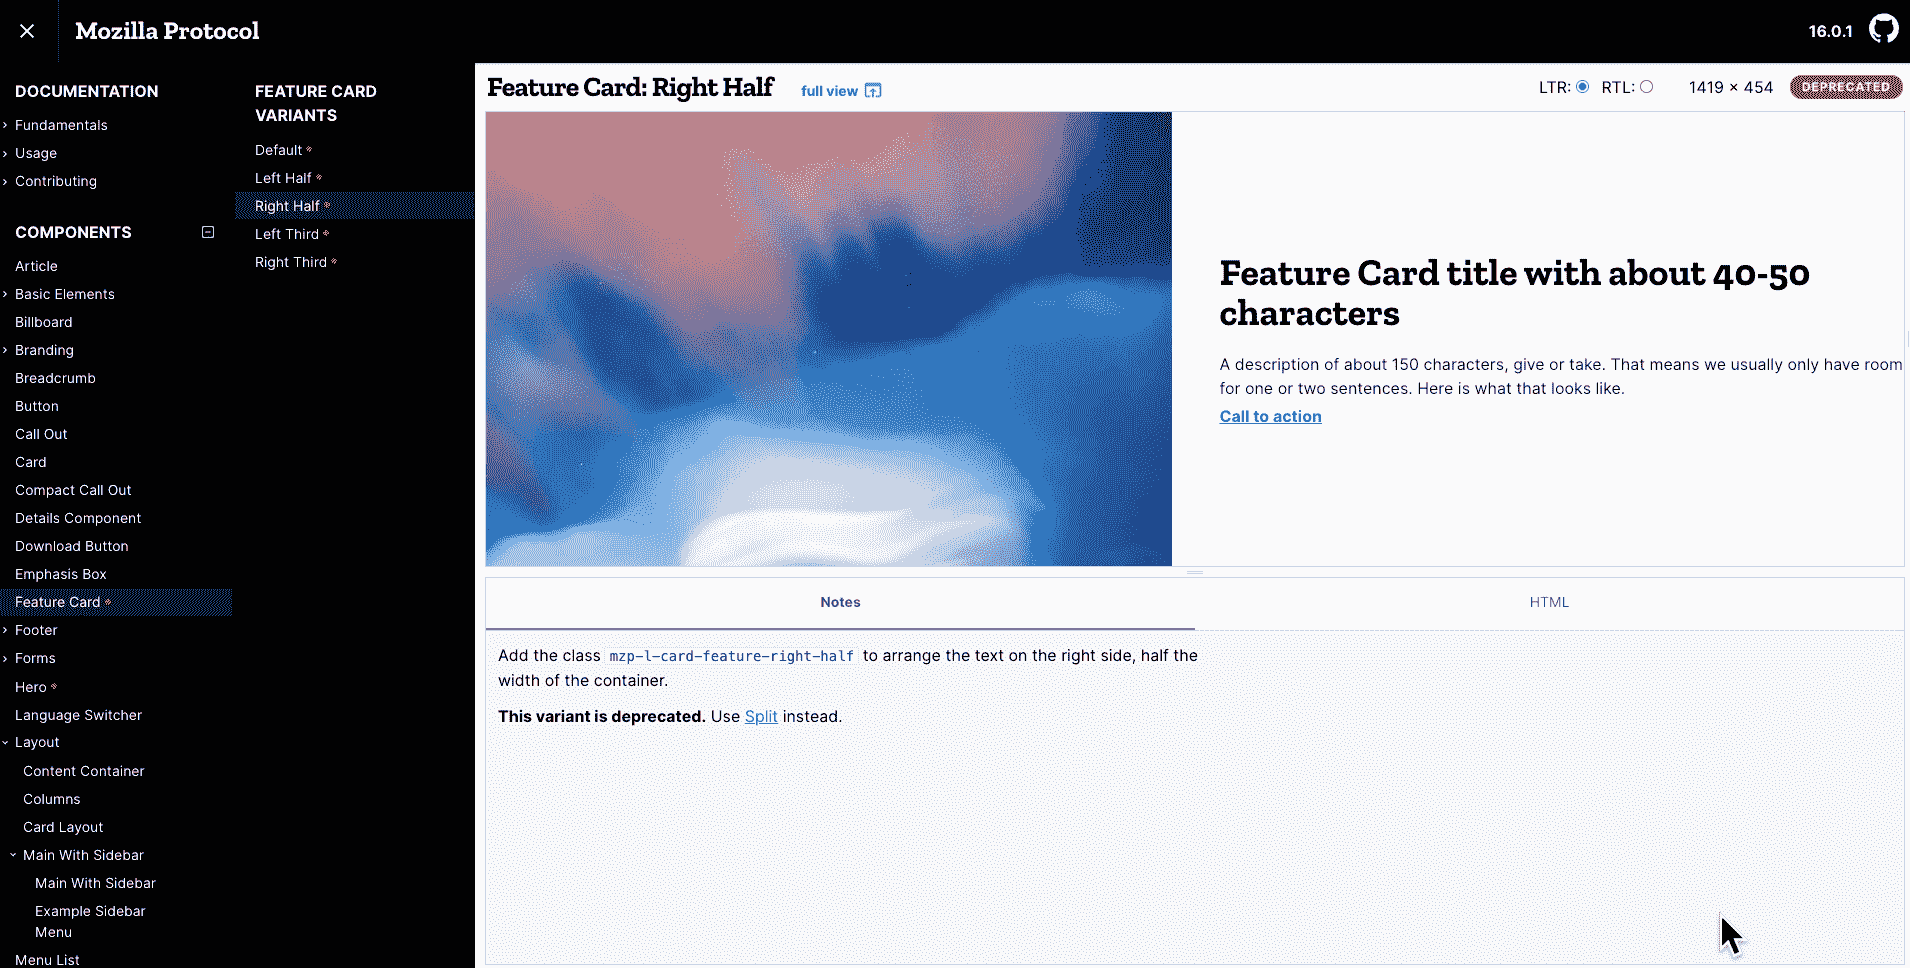 Mozilla Protocol
16.0.1
DOCUMENTATION
Fundamentals
Usage
Contributing
COMPONENTS
Article
Basic Elements
Billboard
Branding
Breadcrumb
Button
Call Out
Card
Compact Call Out
Details Component
Download Button
Emphasis Box
Feature Card
Footer
Forms
Hero
Language Switcher
Layout
Content Container
Columns
Card Layout
Main With Sidebar
Main With Sidebar
Example Sidebar
Menu
Menu List
FEATURE CARD
VARIANTS
Default
Left Half
Right Half
Left Third
Right Third
Feature Card: Right Half
full view
LTR: RTL: 1419 × 454 DEPRECATED
Feature Card title with about 40-50
characters
A description of about 150 characters, give or take. That means we usually only have room
for one or two sentences. Here is what that looks like.
Call to action
Notes
HTML
Add the class mzp-l-card-feature-right-half to arrange the text on the right side, half the
width of the container.
This variant is deprecated. Use Split instead.